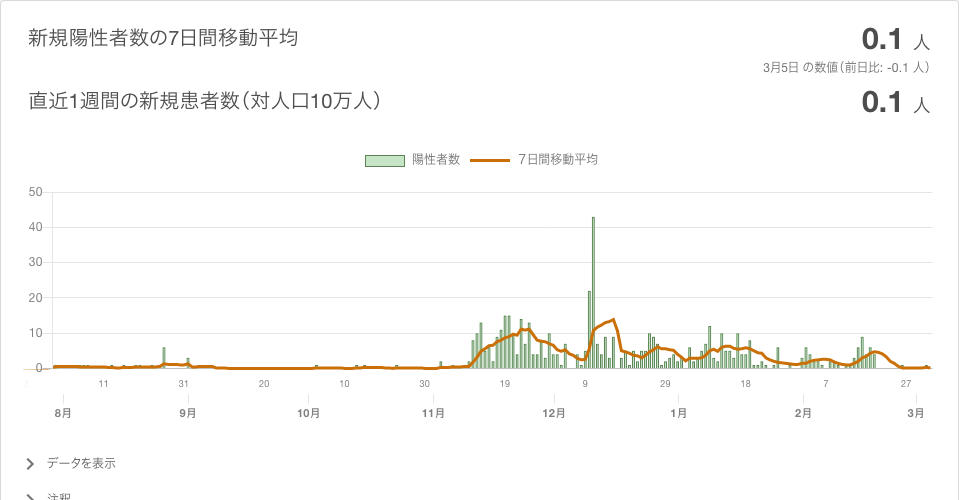 新規陽性者数の7日間移動平均
0.1 人
3月5日 の数値（前日比: -0.1 人）
直近1週間の新規患者数（対人口10万人）
0.1 人
陽性者数 7日間移動平均
50
40
30
20
10
0
11 31 20 10 30 19 9 29 18 7 27
8月 9月 10月 11月 12月 1月 2月 3月
データを表示
注釈